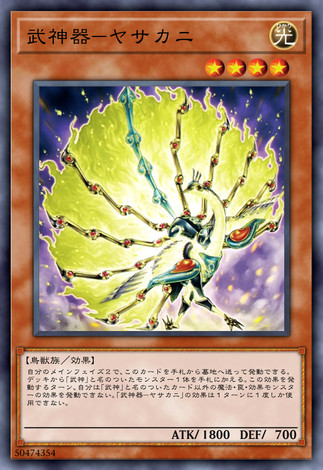 武神器－ヤサカニ
光
【鳥獣族／効果】
自分のメインフェイズ２で、このカードを手札から墓地へ送って発動できる。
デッキから「武神」と名のついたモンスター１体を手札に加える。この効果を発
動するターン、自分は「武神」と名のついたカード以外の魔法・罠・効果モンスタ
ーの効果を発動できない。「武神器－ヤサカニ」の効果は１ターンに１度しか使
用できない。
ATK/ 1800 DEF/ 700
50474354